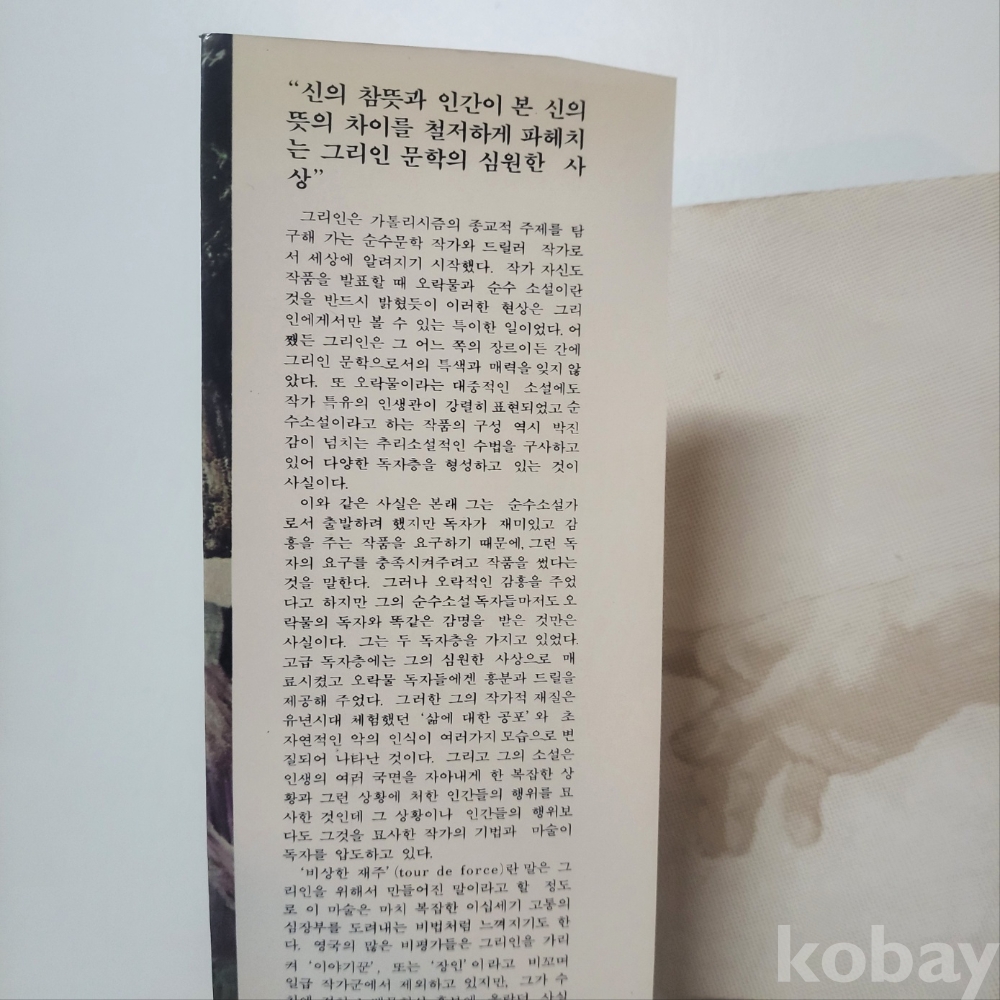 “신의 참뜻과 인간이 본 신의
뜻의 차이를 철저하게 파헤치
는 그리인 문학의 심원한 사
상”
그리인은 가톨리시즘의 종교적 주제를 탐
구해 가는 순수문학 작가와 드릴러 작가로
서 세상에 알려지기 시작했다. 작가 자신도
작품을 발표할 때 오락물과 순수 소설이란
것을 반드시 밝혔듯이 이러한 현상은 그리
인에게서만 볼 수 있는 특이한 일이었다. 어
쨌든 그리인은 그 어느 쪽의 장르이든 간에
그리인 문학으로서의 특색과 매력을 잊지 않
았다. 또 오락물이라는 대중적인 소설에도
작가 특유의 인생관이 강렬히 표현되었고 순
수소설이라고 하는 작품의 구성 역시 박진
감이 넘치는 추리소설적인 수법을 구사하고
있어 다양한 독자층을 형성하고 있는 것이
사실이다.
이와 같은 사실은 본래 그는 순수소설가
로서 출발하려 했지만 독자가 재미있고 감
흥을 주는 작품을 요구하기 때문에, 그런 독
자의 요구를 충족시켜주려고 작품을 썼다는
것을 말한다. 그러나 오락적인 감흥을 주었
다고 하지만 그의 순수소설 독자들마저도 오
락물의 독자와 똑같은 감명을 받은 것만은
사실이다. 그는 두 독자층을 가지고 있었다.
고급 독자층에는 그의 심원한 사상으로 매
료시켰고 오락물 독자들에겐 흥분과 드릴을
제공해 주었다. 그러한 그의 작가적 재질은
유년시대 체험했던 ‘삶에 대한 공포’와 초
자연적인 악의 인식이 여러가지 모습으로 변
질되어 나타난 것이다. 그리고 그의 소설은
인생의 여러 국면을 자아내게 한 복잡한 상
황과 그런 상황에 처한 인간들의 행위를 묘
사한 것인데 그 상황이나 인간들의 행위보
다도 그것을 묘사한 작가의 기법과 마술이
독자를 압도하고 있다.
‘비상한 재주’(tour de force)란 말은 그
리인을 위해서 만들어진 말이라고 할 정도
로 이 마술은 마치 복잡한 이십세기 고통의
심장부를 도려내는 비법처럼 느껴지기도 한
다. 영국의 많은 비평가들은 그리인을 가리
켜 ‘이야기꾼’, 또는 ‘장인’이라고 비꼬며
일급 작가군에서 제외하고 있지만, 그가 수
kobay